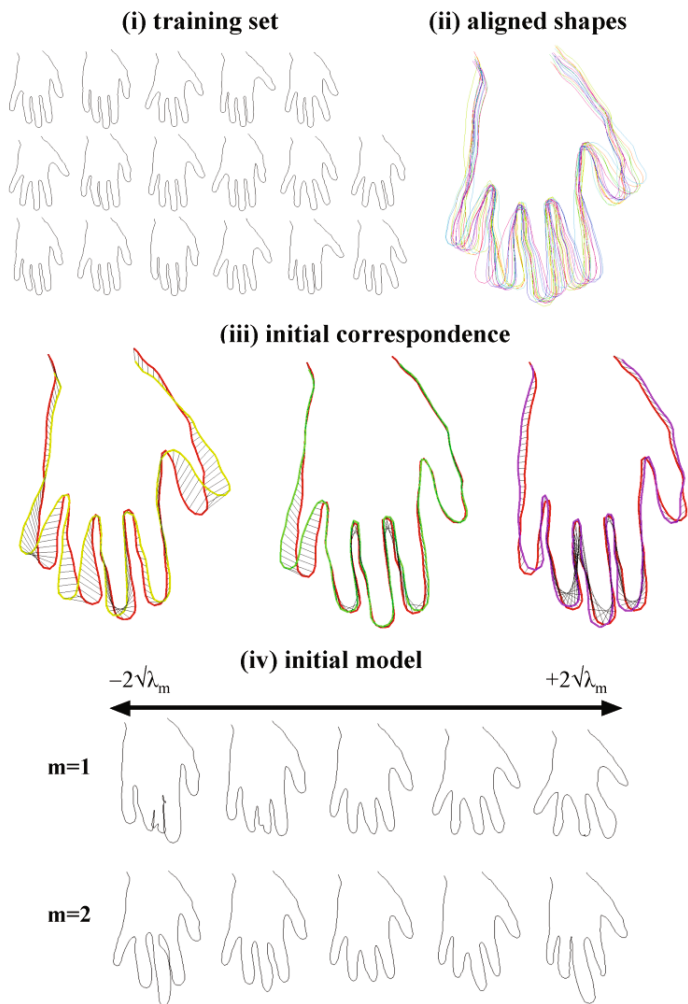 (i) training set
(ii) aligned shapes
(iii) initial correspondence
(iv) initial model
−2√λm
+2√λm
m=1
m=2